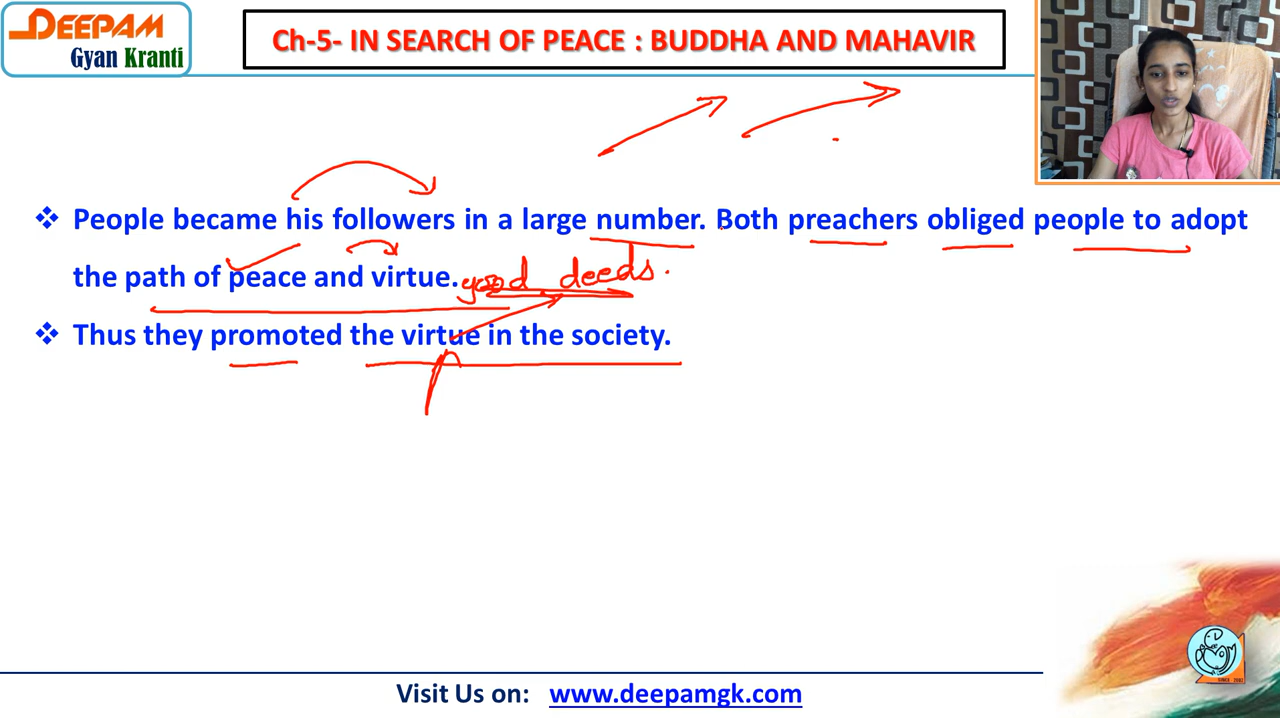 DEEPAM
Gyan Kranti
Ch-5- IN SEARCH OF PEACE : BUDDHA AND MAHAVIR
❖ People became his followers in a large number. Both preachers obliged people to adopt
the path of peace and virtue. good deeds.
❖ Thus they promoted the virtue in the society.
SINCE 2002
Visit Us on: www.deepamgk.com